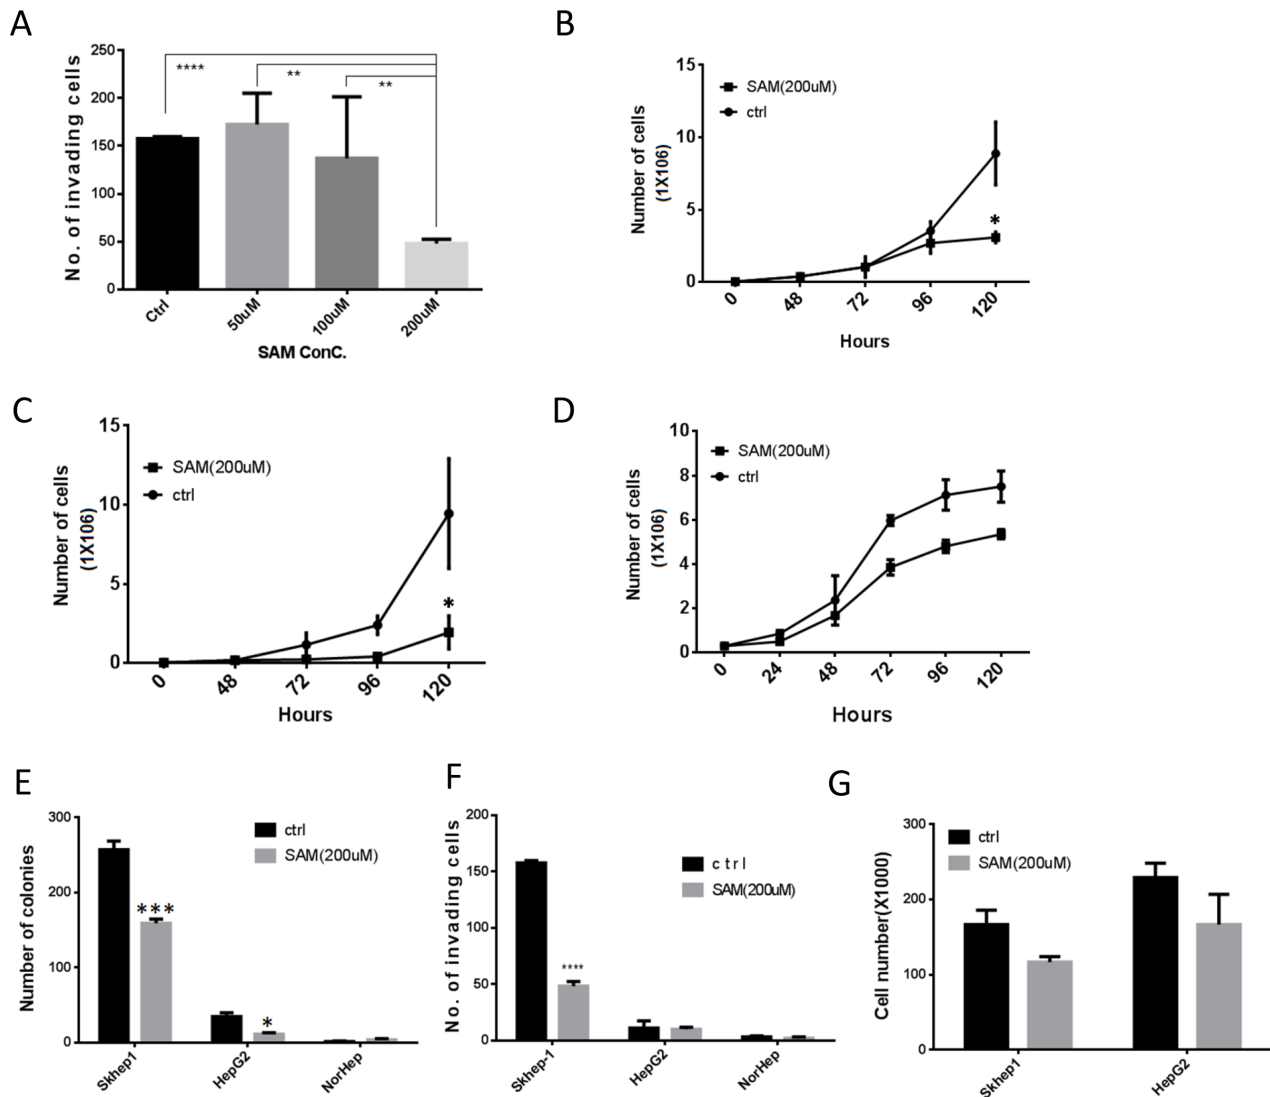 A
No. of invading cells
250
200
150
100
50
0
****
**
**
Ctrl
50uM
100uM
200uM
SAM ConC.
B
Number of cells
(1X106)
15
10
5
0
SAM(200uM)
ctrl
*
0
48
72
96
120
Hours
C
Number of cells
(1X106)
15
10
5
0
SAM(200uM)
ctrl
*
0
48
72
96
120
Hours
D
Number of cells
(1X106)
10
8
6
4
2
0
SAM(200uM)
ctrl
0
24
48
72
96
120
Hours
E
Number of colonies
300
200
100
0
ctrl
SAM(200uM)
***
*
Skhep1
HepG2
NorHep
F
No. of invading cells
200
150
100
50
0
ctrl
SAM(200uM)
****
Skhep-1
HepG2
NorHep
G
Cell number(X1000)
300
200
100
0
ctrl
SAM(200uM)
Skhep1
HepG2